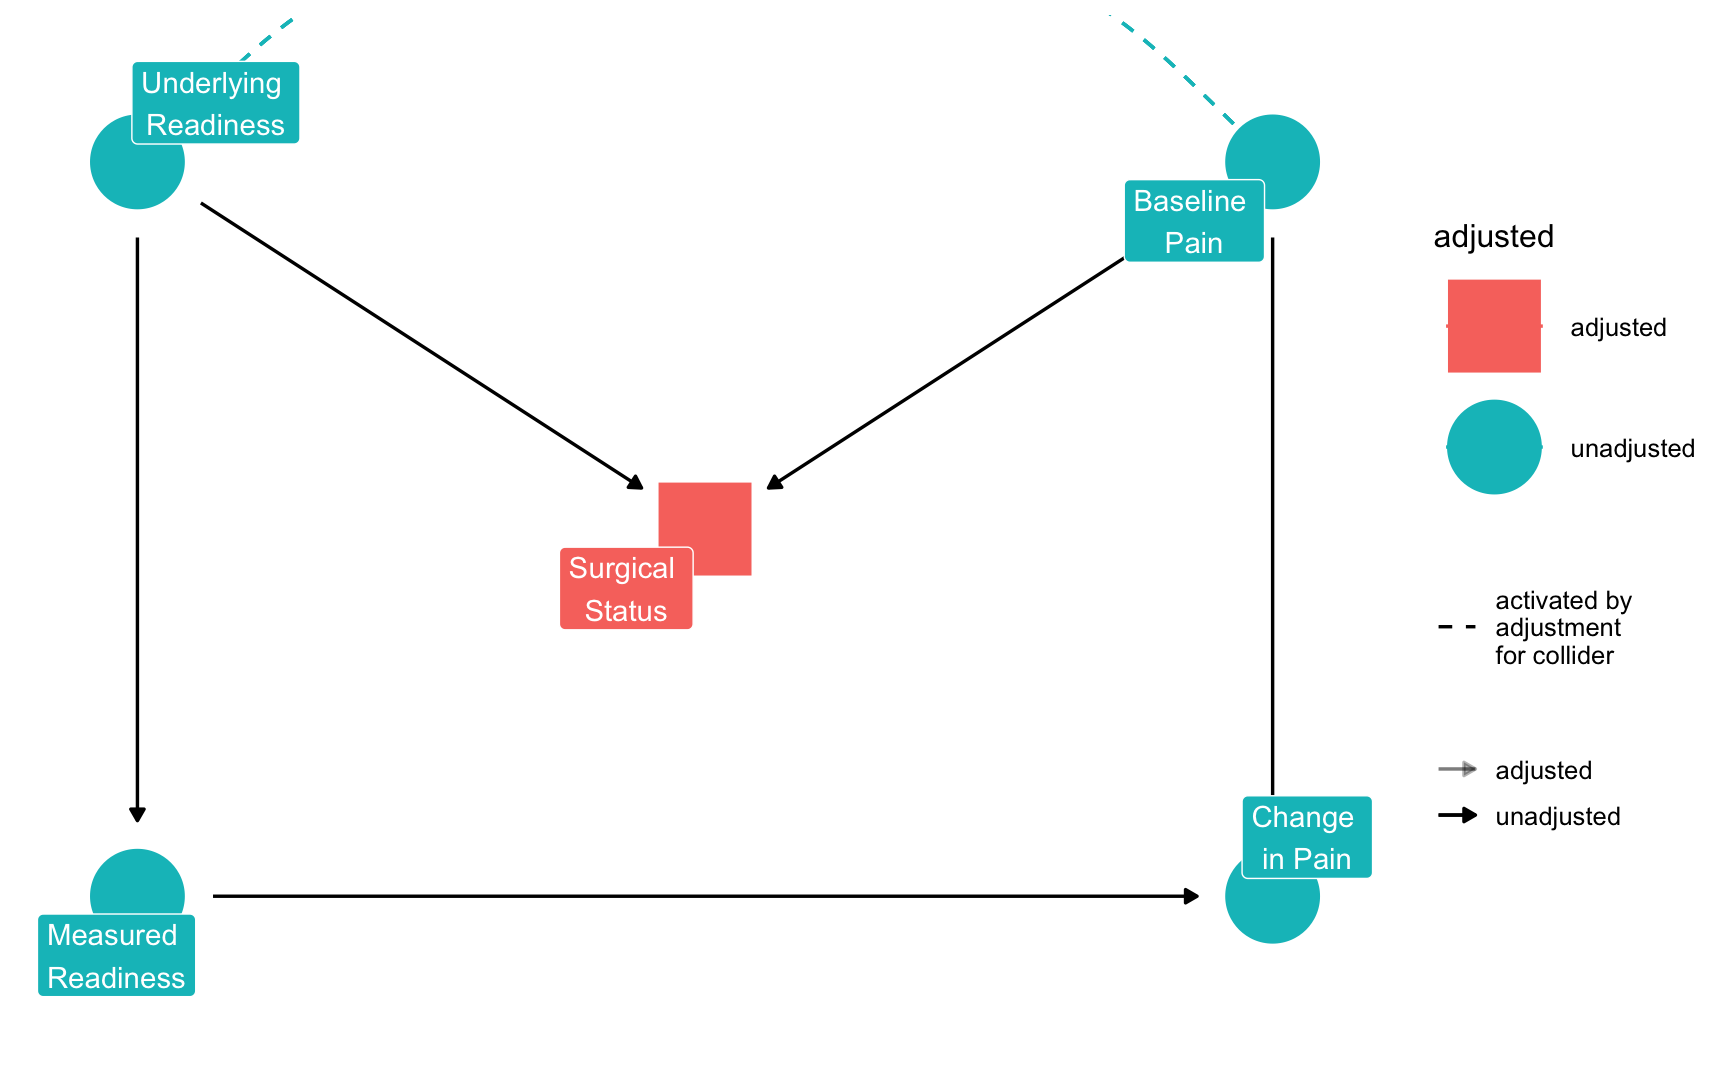 Underlying
Readiness
Baseline
Pain
Surgical
Status
Change
in Pain
Measured
Readiness
adjusted
adjusted
unadjusted
activated by
adjustment
for collider
adjusted
unadjusted